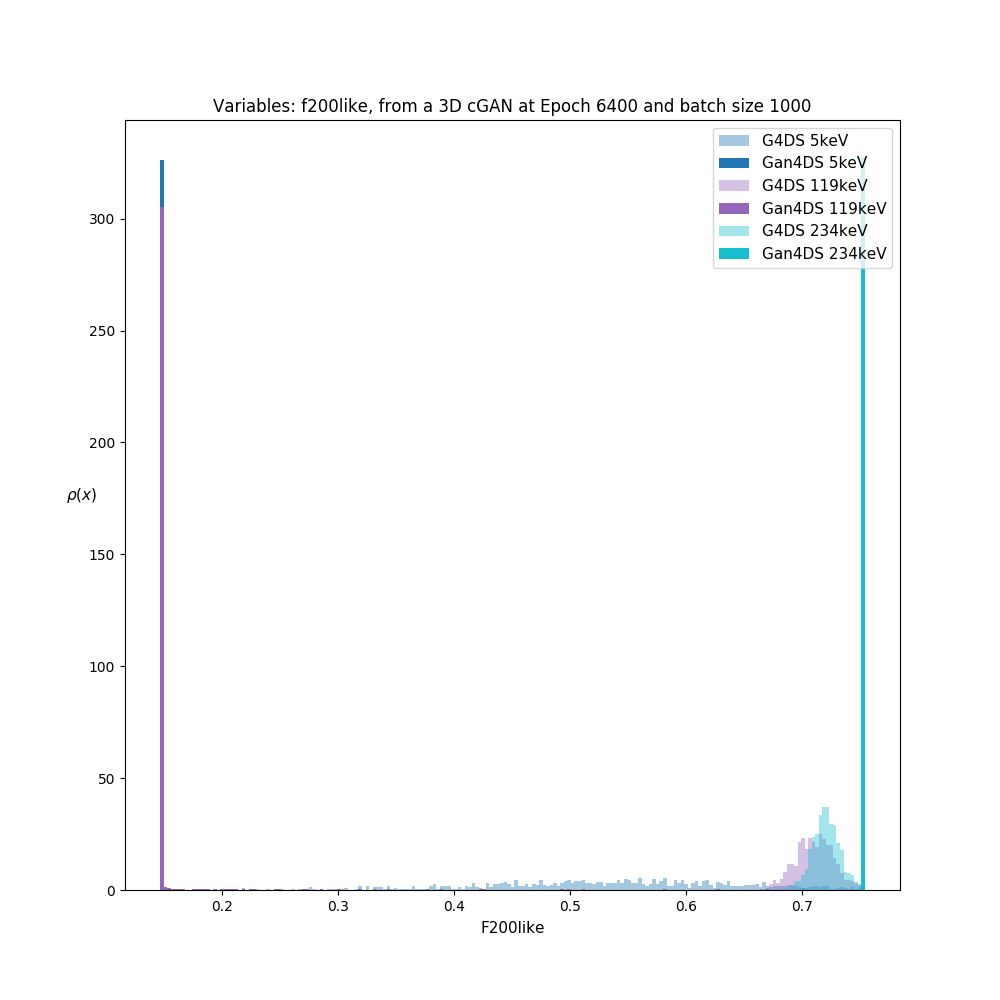 Variables: f200like, from a 3D cGAN at Epoch 6400 and batch size 1000
G4DS 5keV
Gan4DS 5keV
G4DS 119keV
Gan4DS 119keV
G4DS 234keV
Gan4DS 234keV
300
250
200
ρ(x)
150
100
50
0
0.2 0.3 0.4 0.5 0.6 0.7
F200like